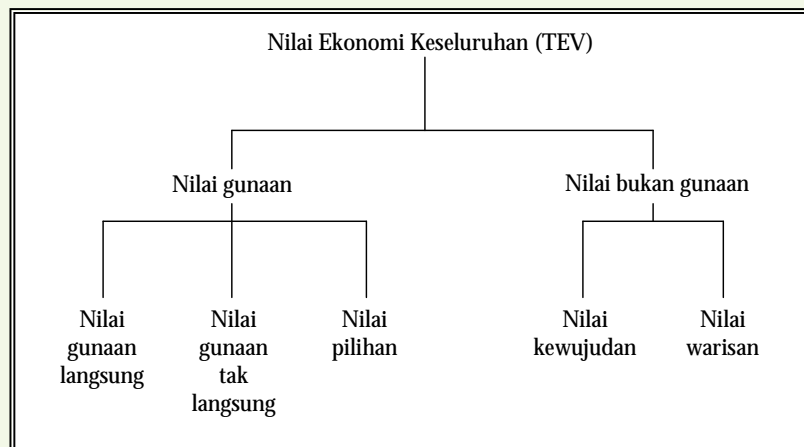 Nilai Ekonomi Keseluruhan (TEV)
Nilai gunaan
Nilai bukan gunaan
Nilai
gunaan
langsung
Nilai
gunaan
tak
langsung
Nilai
pilihan
Nilai
kewujudan
Nilai
warisan